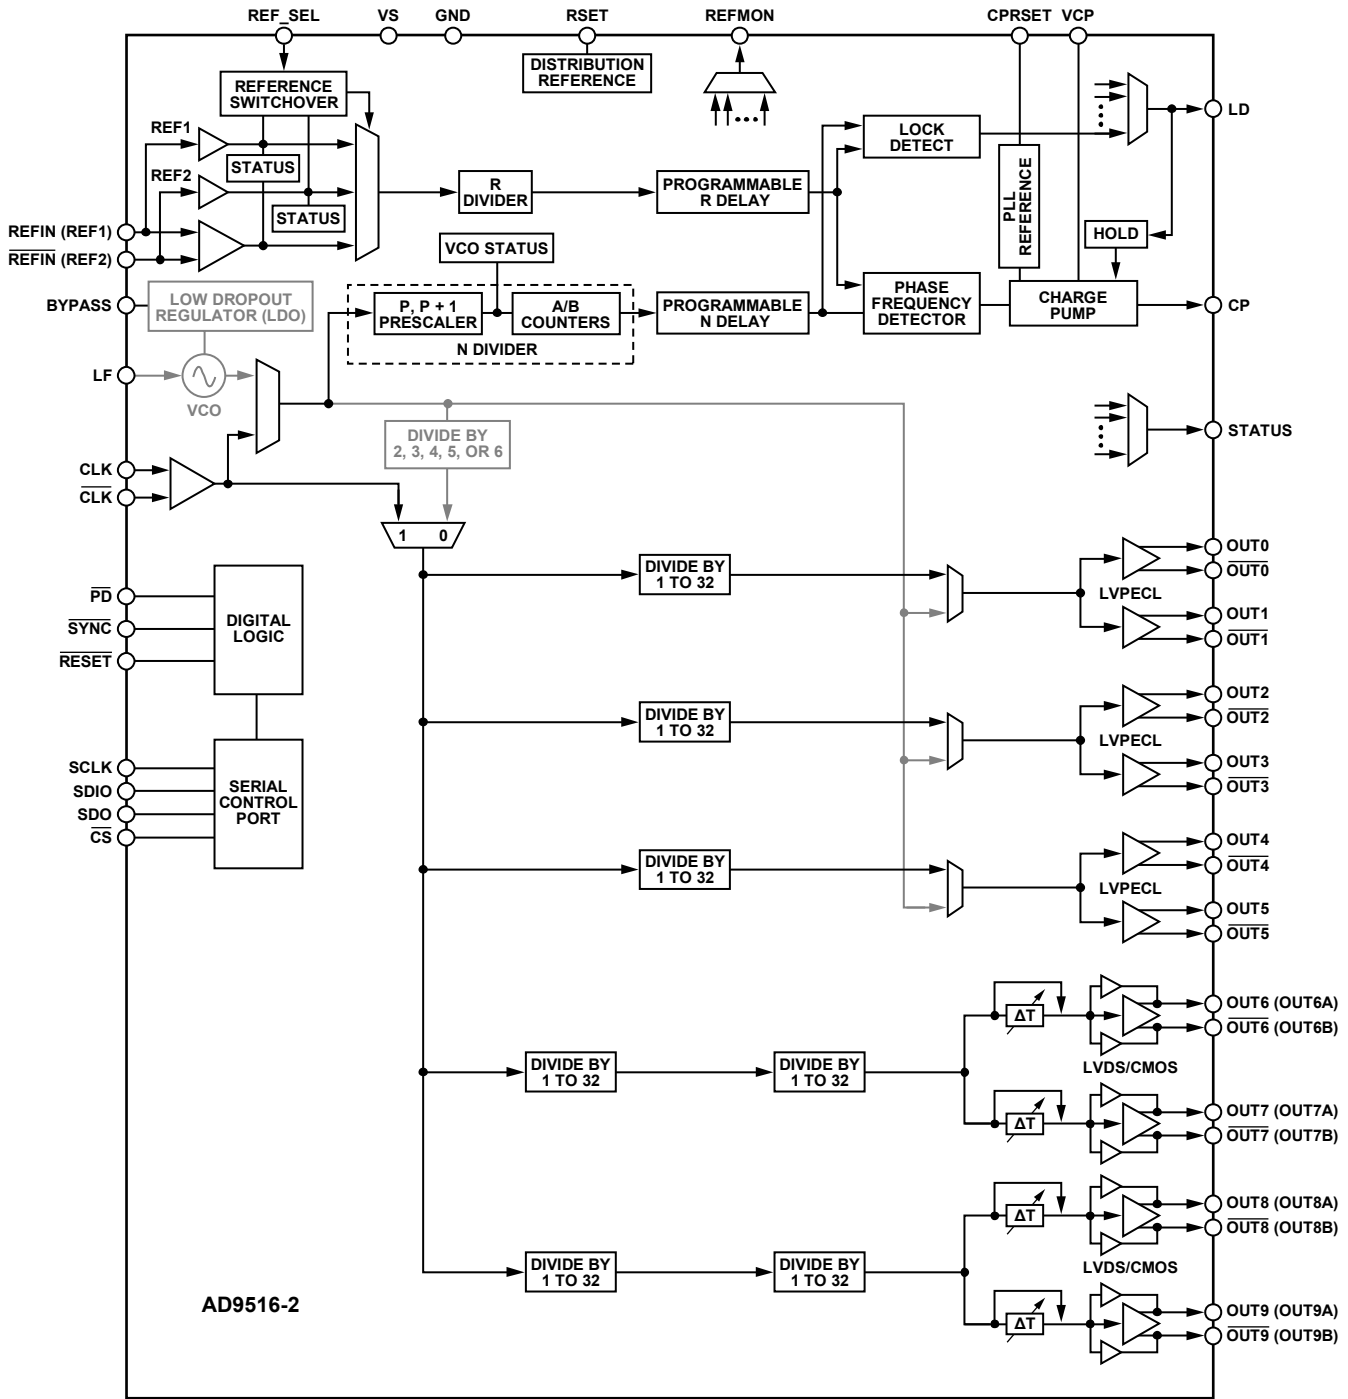 REF_SEL VS GND RSET REFMON CPRSET VCP
DISTRIBUTION
REFERENCE
REFERENCE
SWITCHOVER
REF1
STATUS
REF2
STATUS
REFIN (REF1)
REFIN (REF2)
R
DIVIDER
PROGRAMMABLE
R DELAY
LOCK
DETECT
LD
PLL
REFERENCE
HOLD
VCO STATUS
BYPASS
LOW DROPOUT
REGULATOR (LDO)
P, P + 1
PRESCALER
A/B
COUNTERS
N DIVIDER
PROGRAMMABLE
N DELAY
PHASE
FREQUENCY
DETECTOR
CHARGE
PUMP
CP
LF
VCO
DIVIDE BY
2, 3, 4, 5, OR 6
STATUS
CLK
CLK
1 0
PD
SYNC
RESET
DIGITAL
LOGIC
SCLK
SDIO
SDO
CS
SERIAL
CONTROL
PORT
DIVIDE BY
1 TO 32
LVPECL
OUT0
OUT0
OUT1
OUT1
DIVIDE BY
1 TO 32
LVPECL
OUT2
OUT2
OUT3
OUT3
DIVIDE BY
1 TO 32
LVPECL
OUT4
OUT4
OUT5
OUT5
DIVIDE BY
1 TO 32
DIVIDE BY
1 TO 32
ΔT
ΔT
LVDS/CMOS
OUT6 (OUT6A)
OUT6 (OUT6B)
OUT7 (OUT7A)
OUT7 (OUT7B)
DIVIDE BY
1 TO 32
DIVIDE BY
1 TO 32
ΔT
ΔT
LVDS/CMOS
OUT8 (OUT8A)
OUT8 (OUT8B)
OUT9 (OUT9A)
OUT9 (OUT9B)
AD9516-2